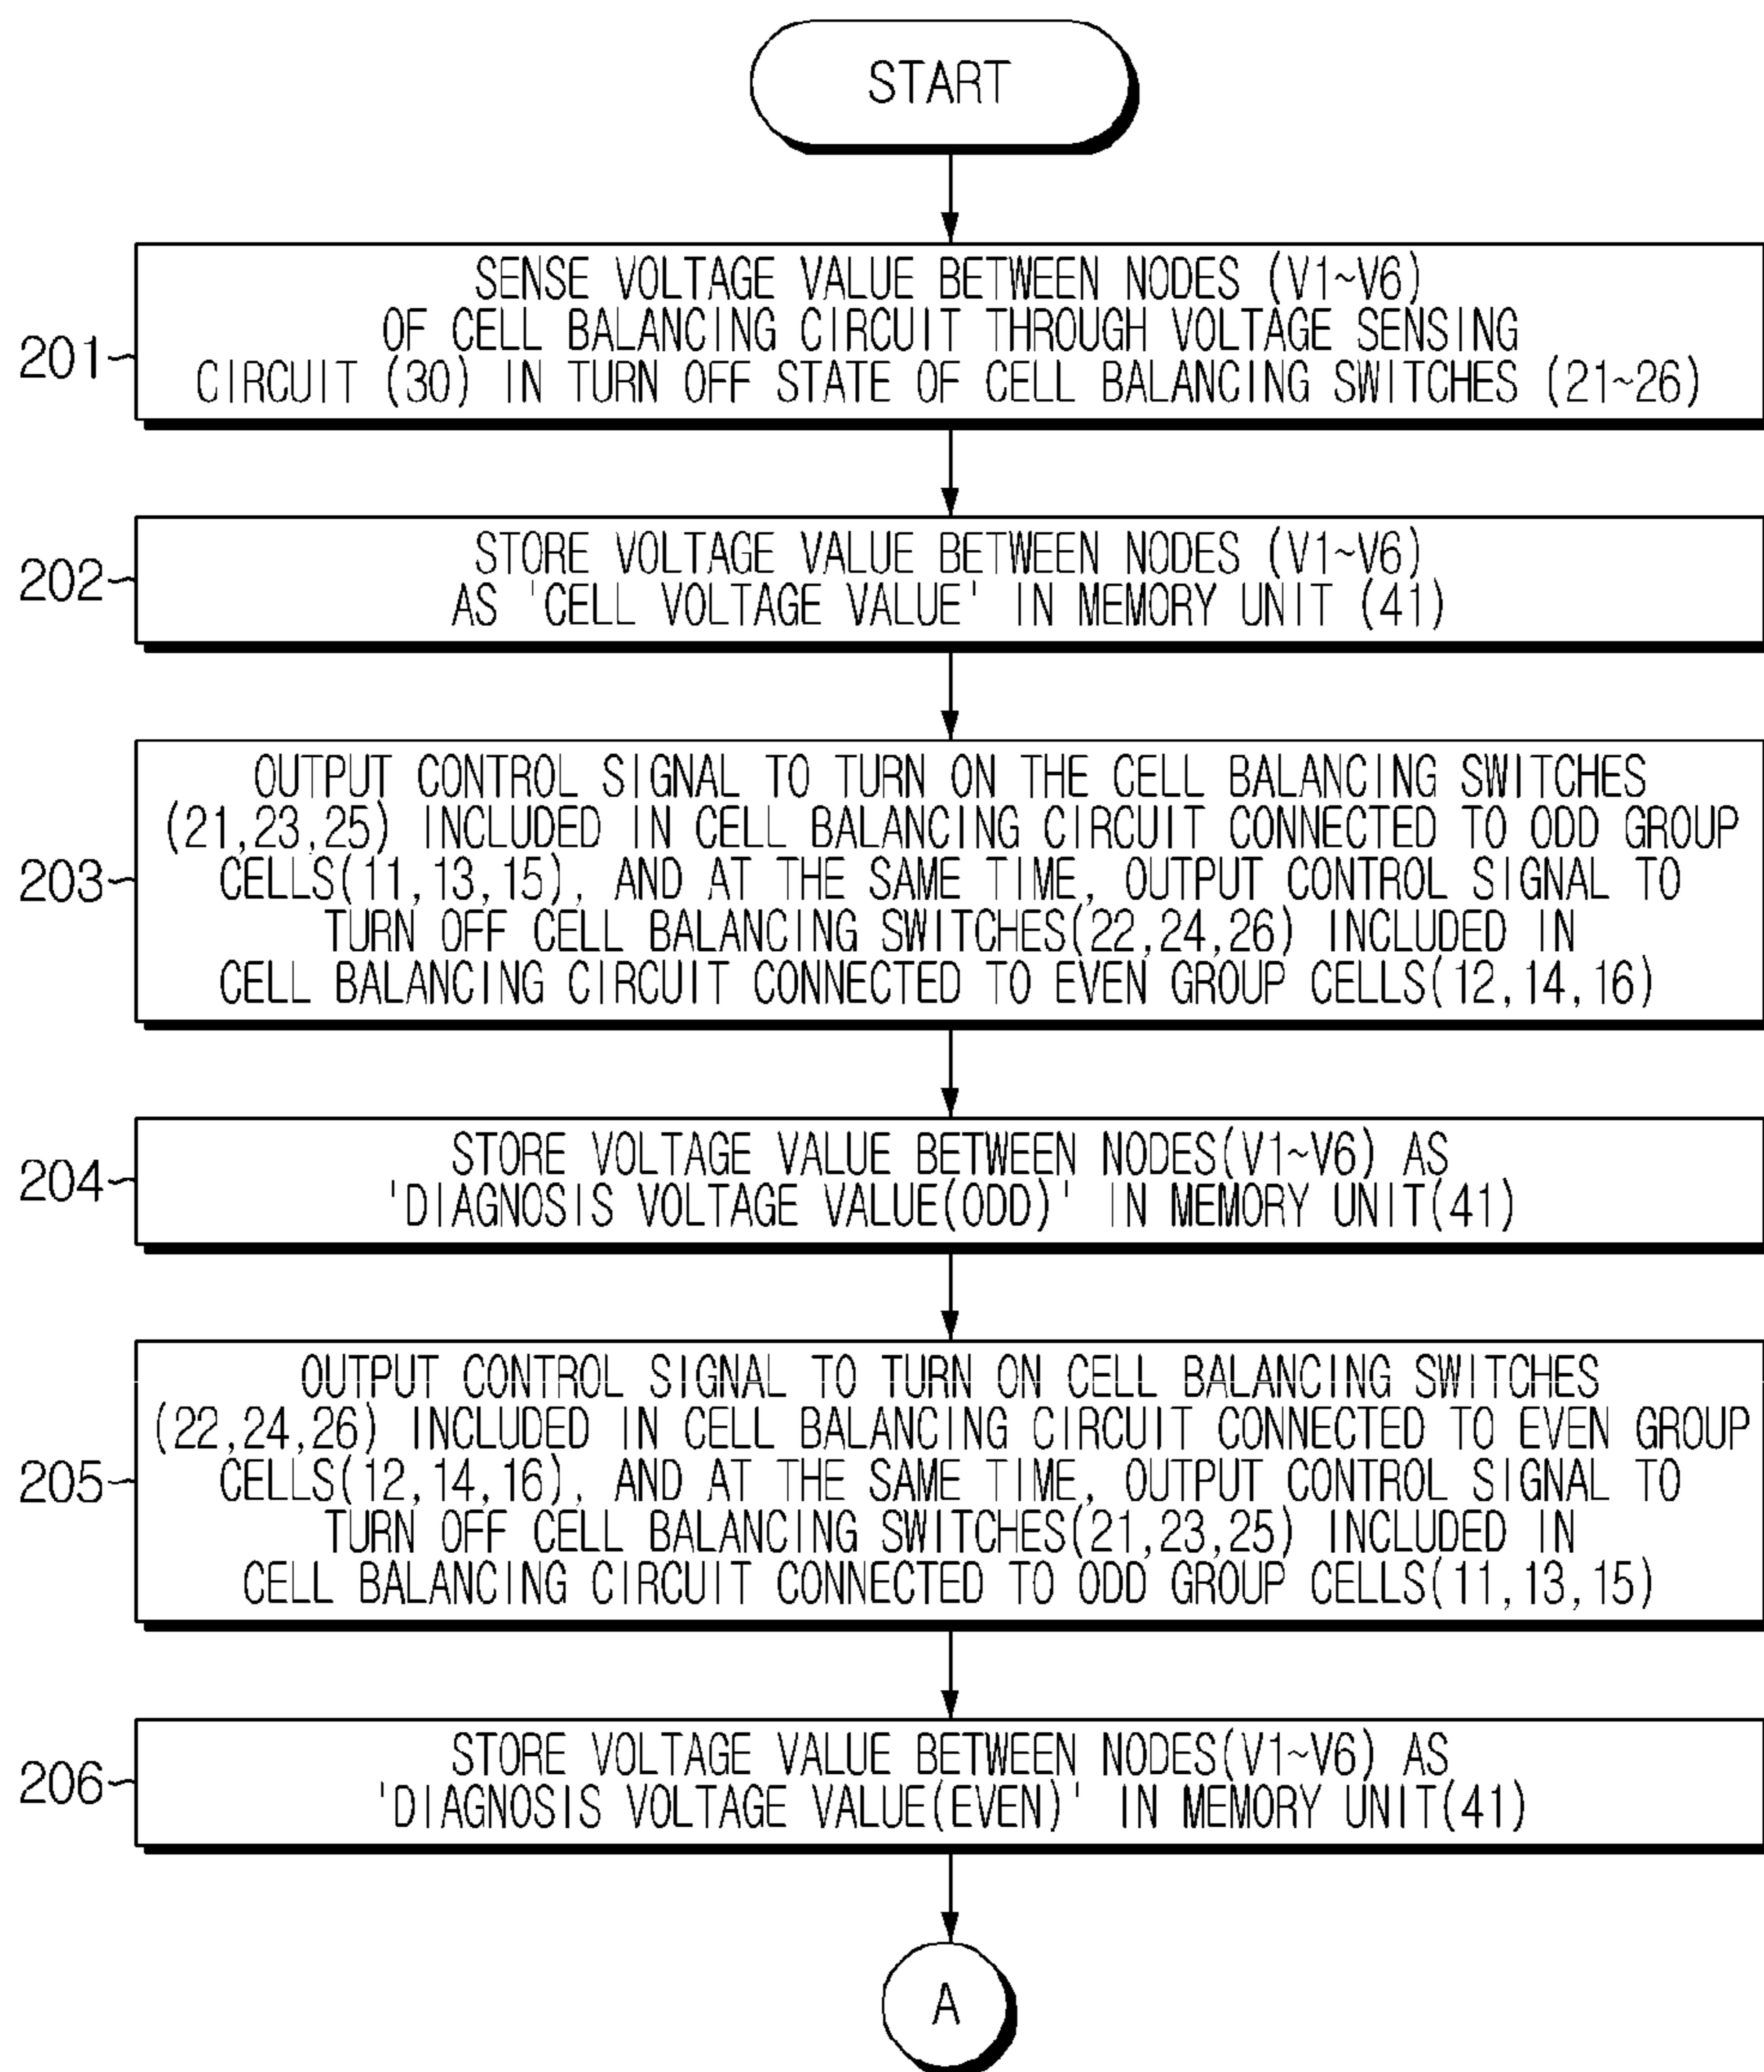 START
201
SENSE VOLTAGE VALUE BETWEEN NODES (V1~V6)
OF CELL BALANCING CIRCUIT THROUGH VOLTAGE SENSING
CIRCUIT (30) IN TURN OFF STATE OF CELL BALANCING SWITCHES (21~26)
202
STORE VOLTAGE VALUE BETWEEN NODES (V1~V6)
AS 'CELL VOLTAGE VALUE' IN MEMORY UNIT (41)
203
OUTPUT CONTROL SIGNAL TO TURN ON THE CELL BALANCING SWITCHES
(21,23,25) INCLUDED IN CELL BALANCING CIRCUIT CONNECTED TO ODD GROUP
CELLS(11,13,15), AND AT THE SAME TIME, OUTPUT CONTROL SIGNAL TO
TURN OFF CELL BALANCING SWITCHES(22,24,26) INCLUDED IN
CELL BALANCING CIRCUIT CONNECTED TO EVEN GROUP CELLS(12,14,16)
204
STORE VOLTAGE VALUE BETWEEN NODES(V1~V6) AS
'DIAGNOSIS VOLTAGE VALUE(ODD)' IN MEMORY UNIT(41)
205
OUTPUT CONTROL SIGNAL TO TURN ON CELL BALANCING SWITCHES
(22,24,26) INCLUDED IN CELL BALANCING CIRCUIT CONNECTED TO EVEN GROUP
CELLS(12,14,16), AND AT THE SAME TIME, OUTPUT CONTROL SIGNAL TO
TURN OFF CELL BALANCING SWITCHES(21,23,25) INCLUDED IN
CELL BALANCING CIRCUIT CONNECTED TO ODD GROUP CELLS(11,13,15)
206
STORE VOLTAGE VALUE BETWEEN NODES(V1~V6) AS
'DIAGNOSIS VOLTAGE VALUE(EVEN)' IN MEMORY UNIT(41)
A